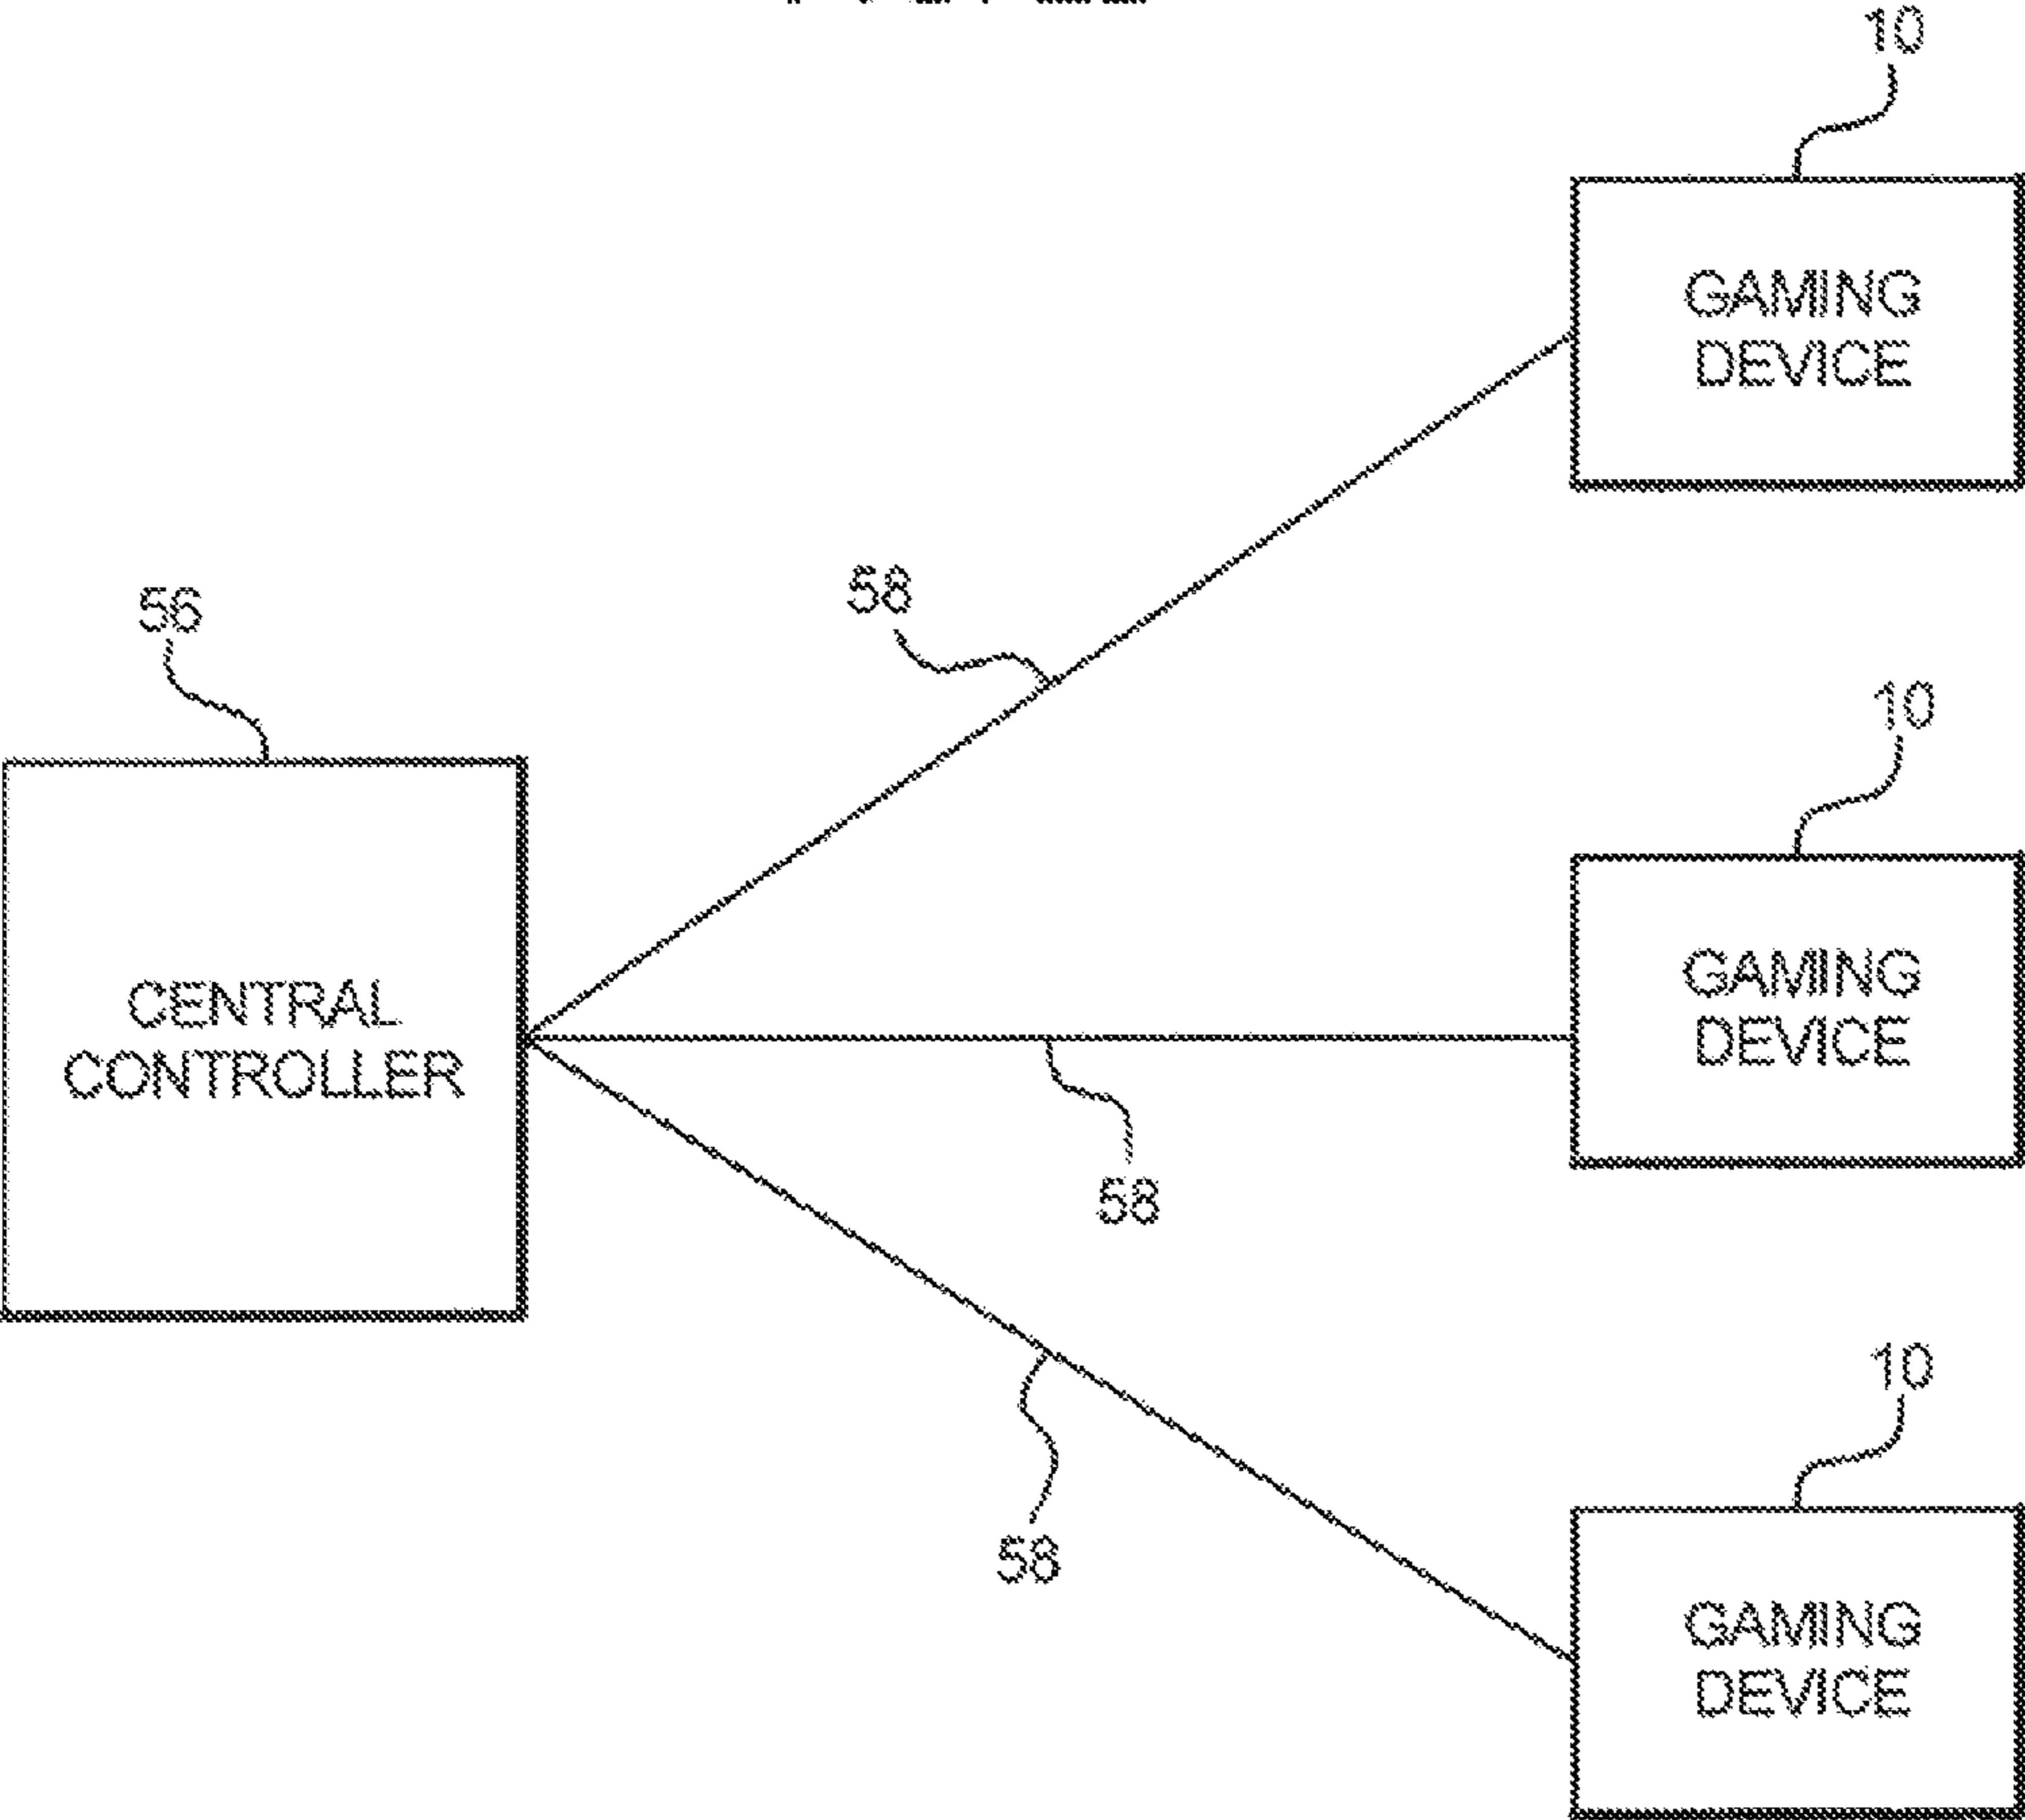 10
GAMING
DEVICE
58
56
10
CENTRAL
CONTROLLER
GAMING
DEVICE
58
10
58
GAMING
DEVICE